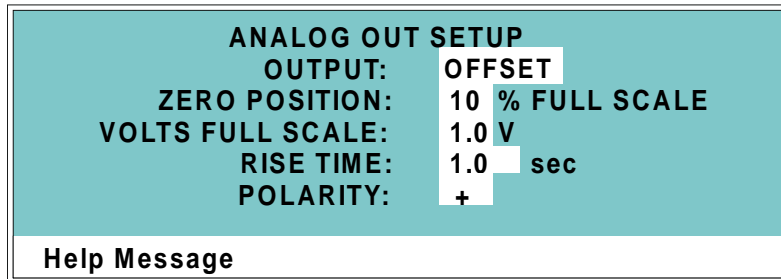 ANALOG OUT SETUP
OUTPUT: OFFSET
ZERO POSITION: 10 % FULL SCALE
VOLTS FULL SCALE: 1.0 V
RISE TIME: 1.0 sec
POLARITY: +
Help Message